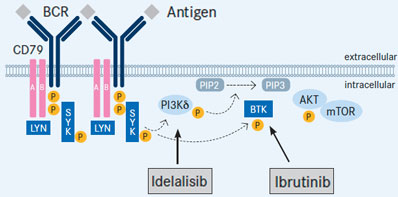 BCR
Antigen
CD79
extracellular
intracellular
PIP2
PIP3
A B
A B
PI3Kδ
P
BTK
P
AKT
P
mTOR
P
P
LYN
SYK
P
P
P
LYN
SYK
P
Idelalisib
Ibrutinib